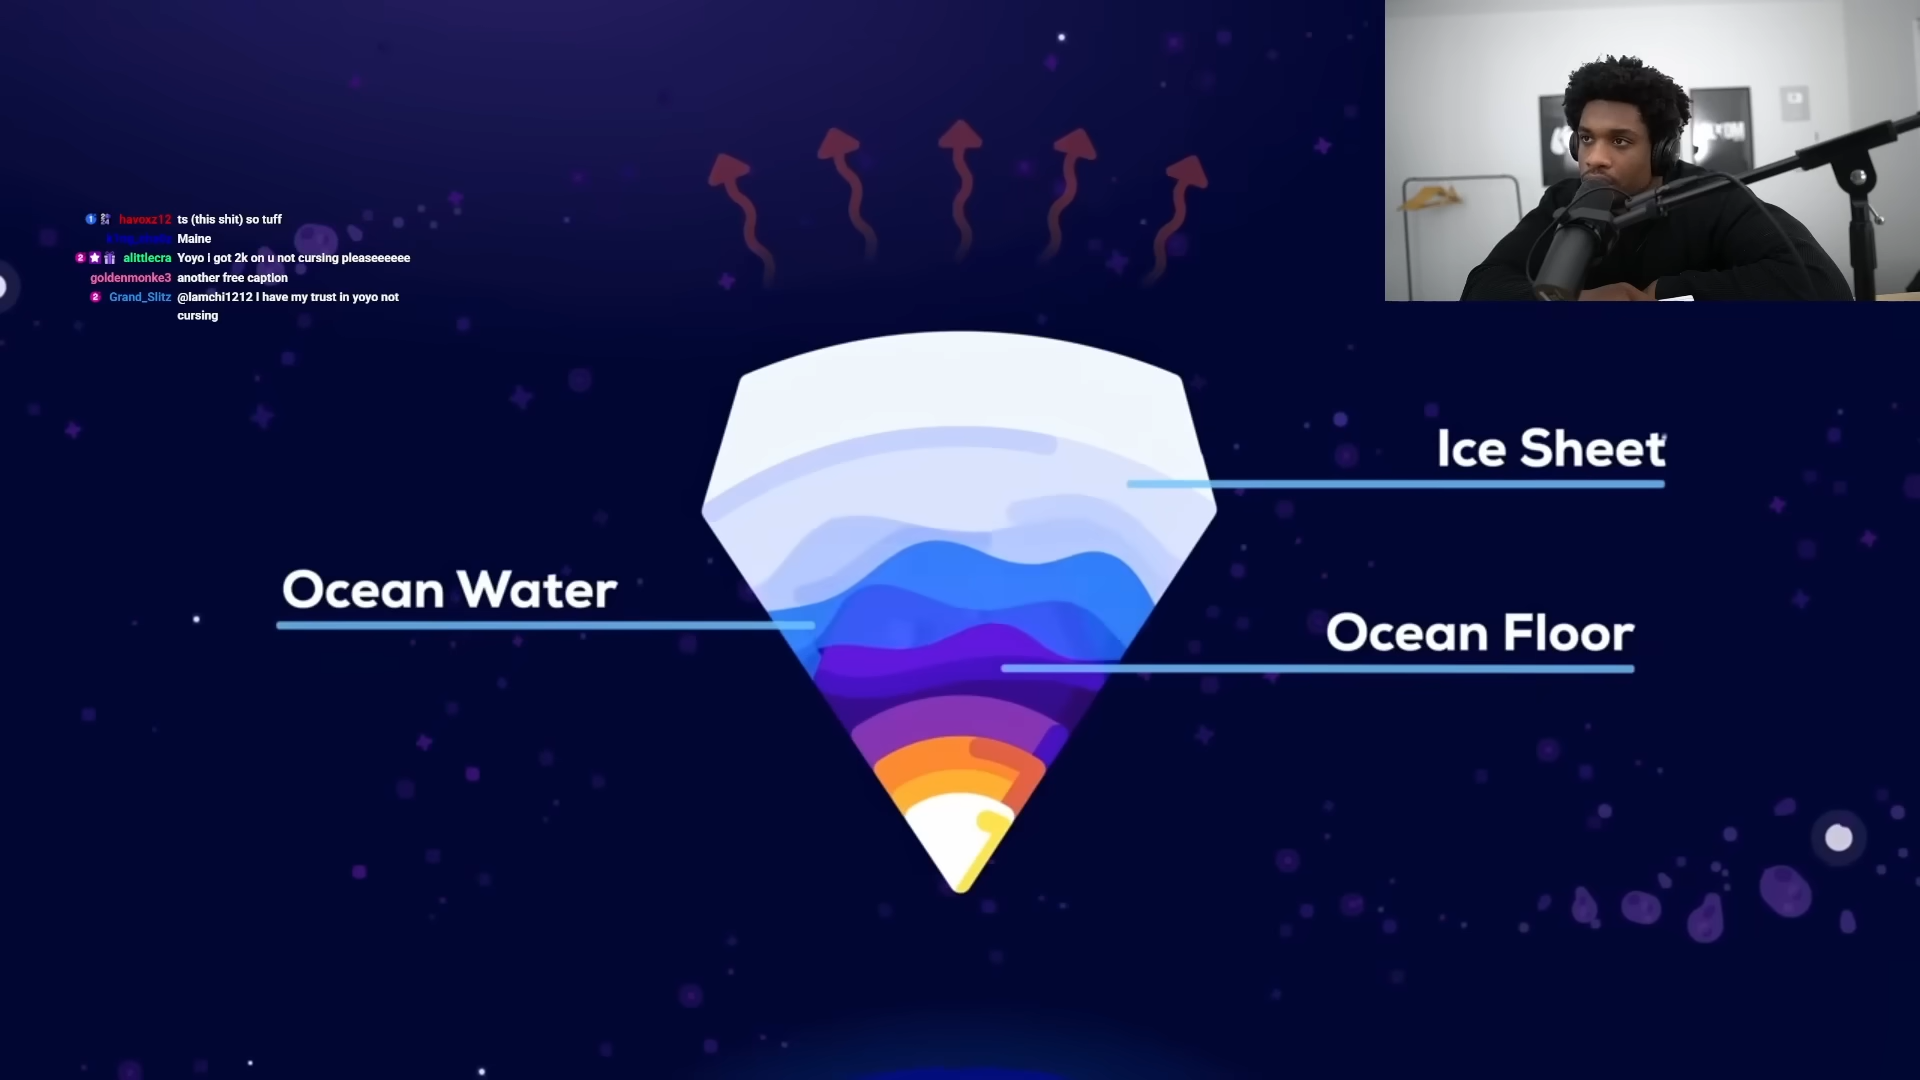 havoxz12 ts (this shit) so tuff
Maine
alittlecra Yoyo I got 2k on u not cursing pleaseeeeee
goldenmonke3 another free caption
Grand_Slitz @lamchi1212 I have my trust in yoyo not
cursing
Ice Sheet
Ocean Water
Ocean Floor